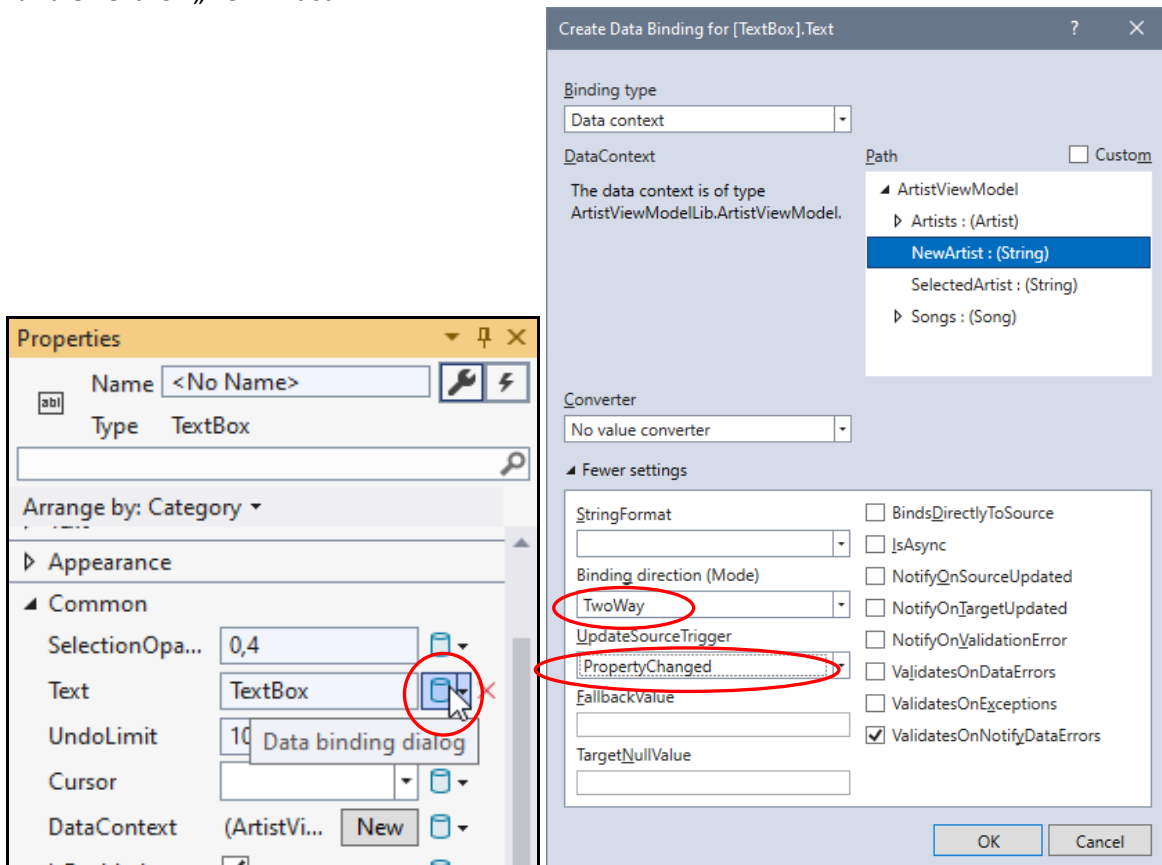 Create Data Binding for [TextBox].Text
Binding type
Data context
DataContext
The data context is of type
ArtistViewModelLib.ArtistViewModel.
Path
Custom
ArtistViewModel
Artists : (Artist)
NewArtist : (String)
SelectedArtist : (String)
Songs : (Song)
Converter
No value converter
Fewer settings
StringFormat
Binding direction (Mode)
TwoWay
UpdateSourceTrigger
PropertyChanged
FallbackValue
TargetNullValue
BindsDirectlyToSource
IsAsync
NotifyOnSourceUpdated
NotifyOnTargetUpdated
NotifyOnValidationError
ValidatesOnDataErrors
ValidatesOnExceptions
ValidatesOnNotifyDataErrors
OK
Cancel
Properties
Name <No Name>
abl
Type TextBox
Arrange by: Category
Appearance
Common
SelectionOpa... 0,4
Text TextBox
UndoLimit 10
Data binding dialog
Cursor
DataContext (ArtistVi... New